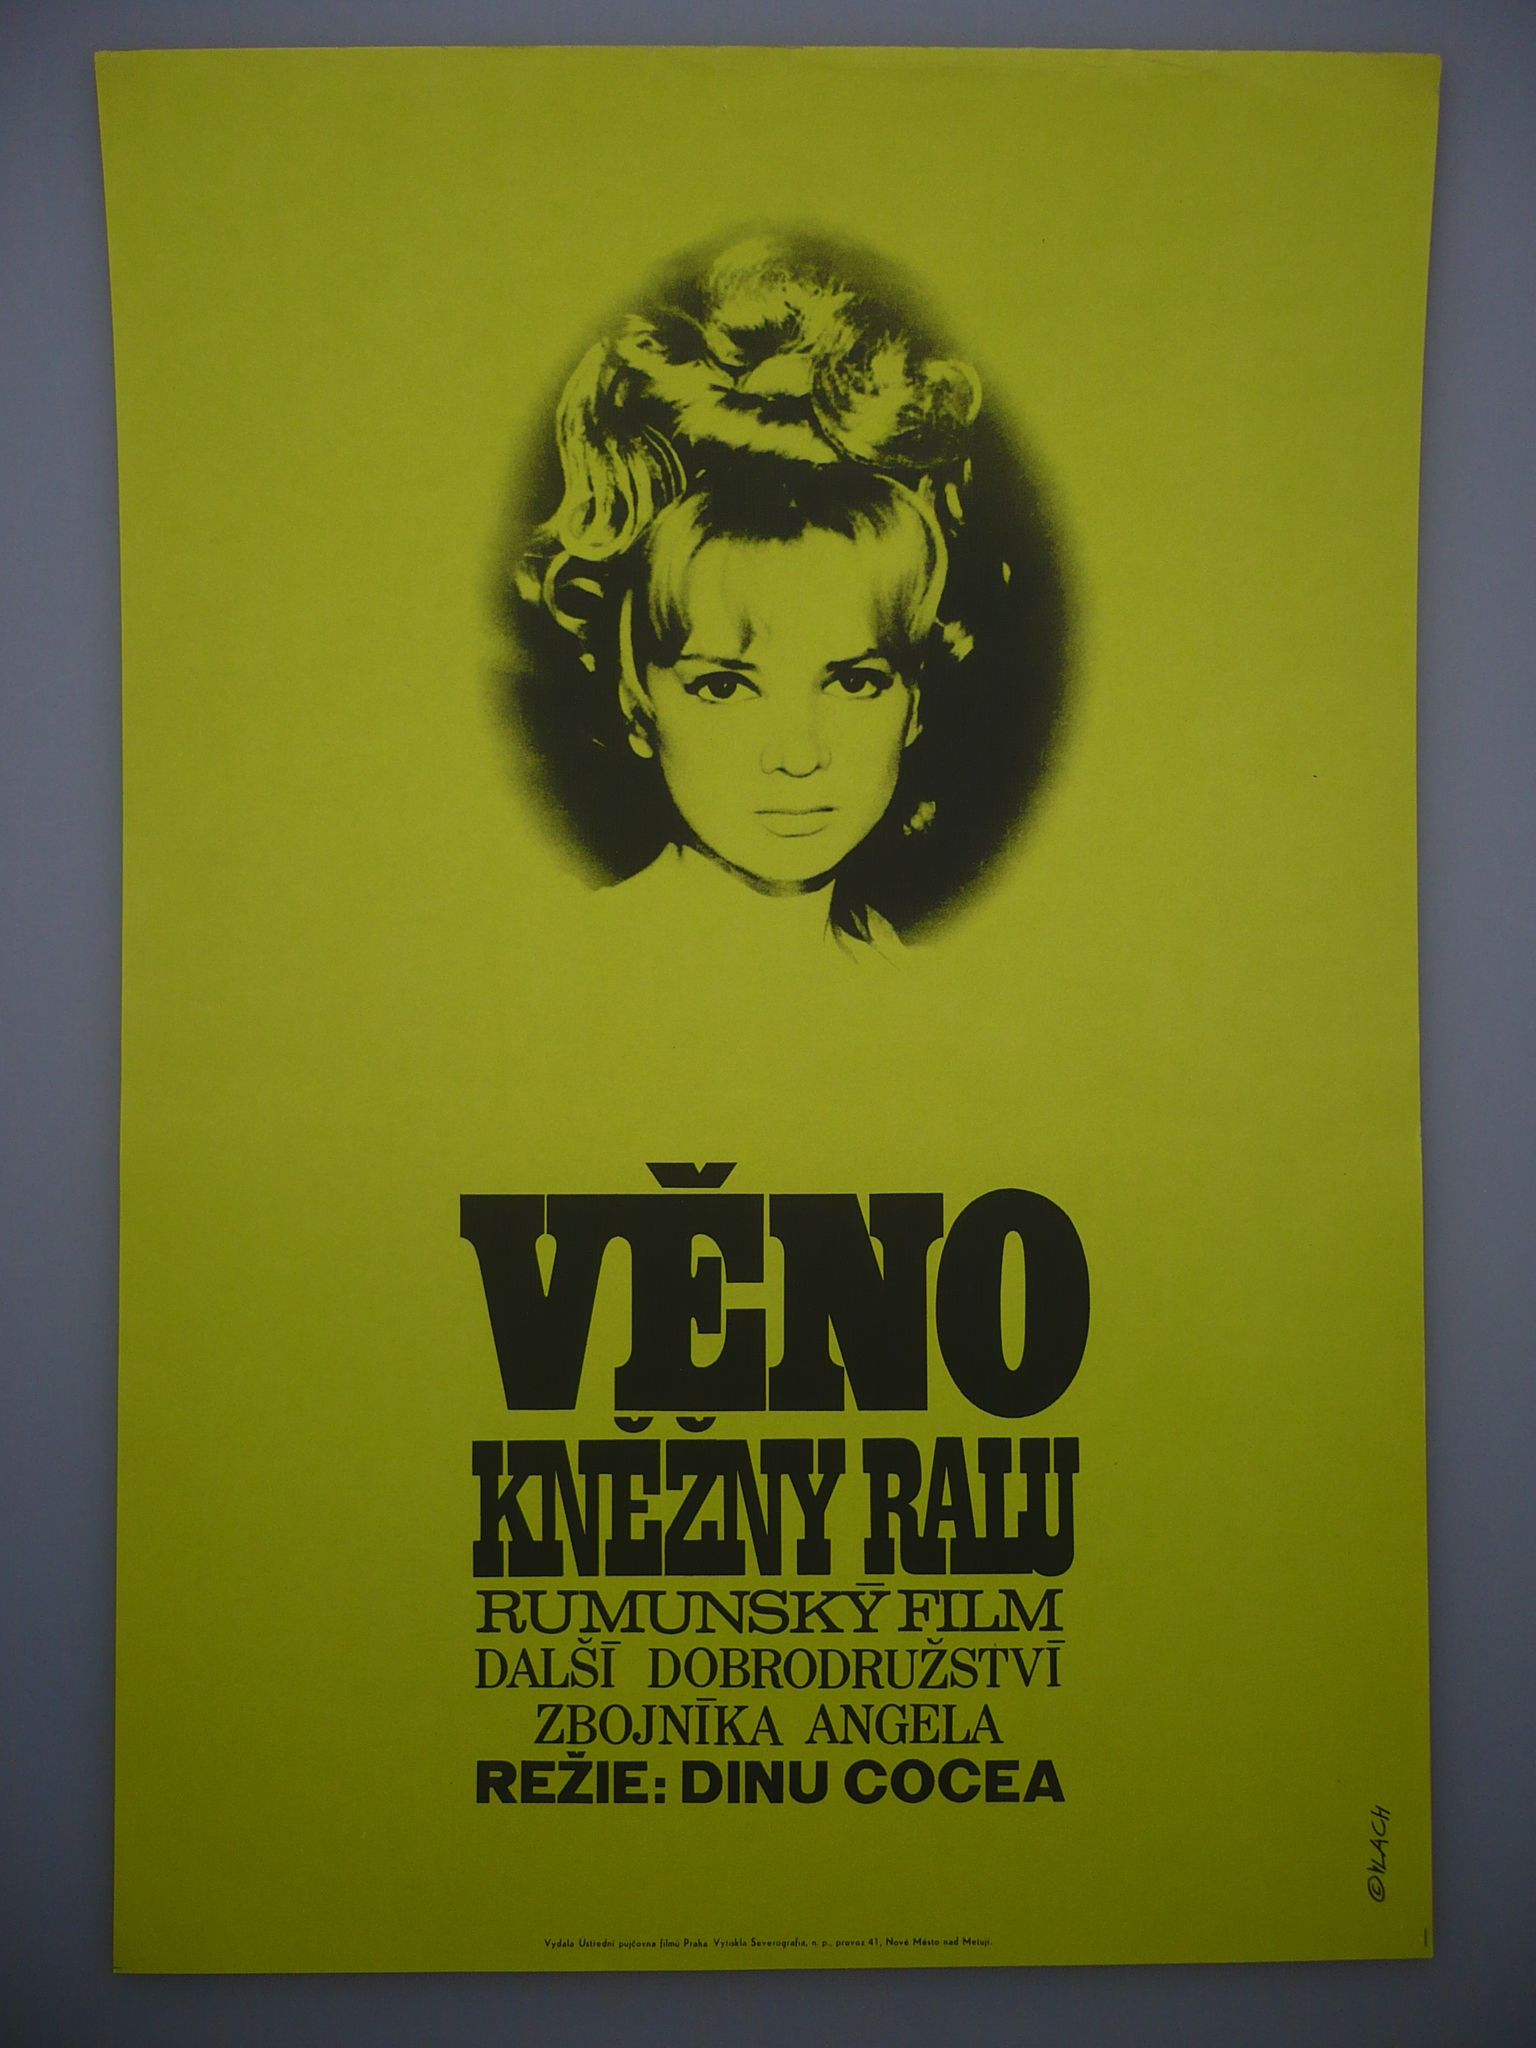 VĚNO
KNĚŽNY RALU
RUMUNSKÝ FILM
DALŠÍ DOBRODRUŽSTVÍ
ZBOJNÍKA ANGELA
REŽIE: DINU COCEA
© VLACH
Vydala Ústřední půjčovna filmů Praha Vytiskla Severografia, n. p., provoz 41, Nové Město nad Metují.